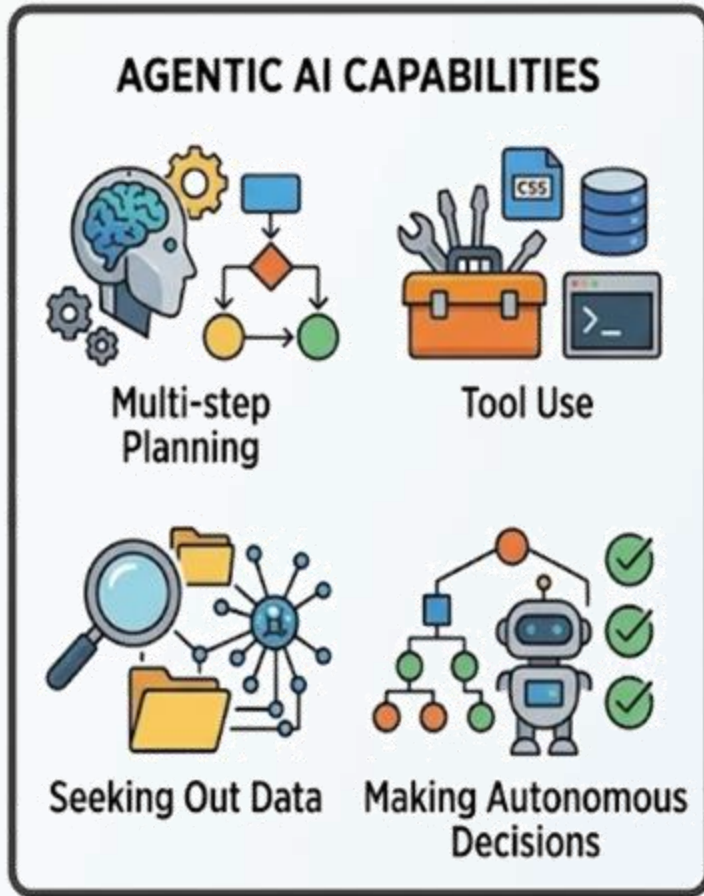 AGENTIC AI CAPABILITIES
CSS
>_
Multi-step
Planning
Tool Use
Seeking Out Data
Making Autonomous
Decisions